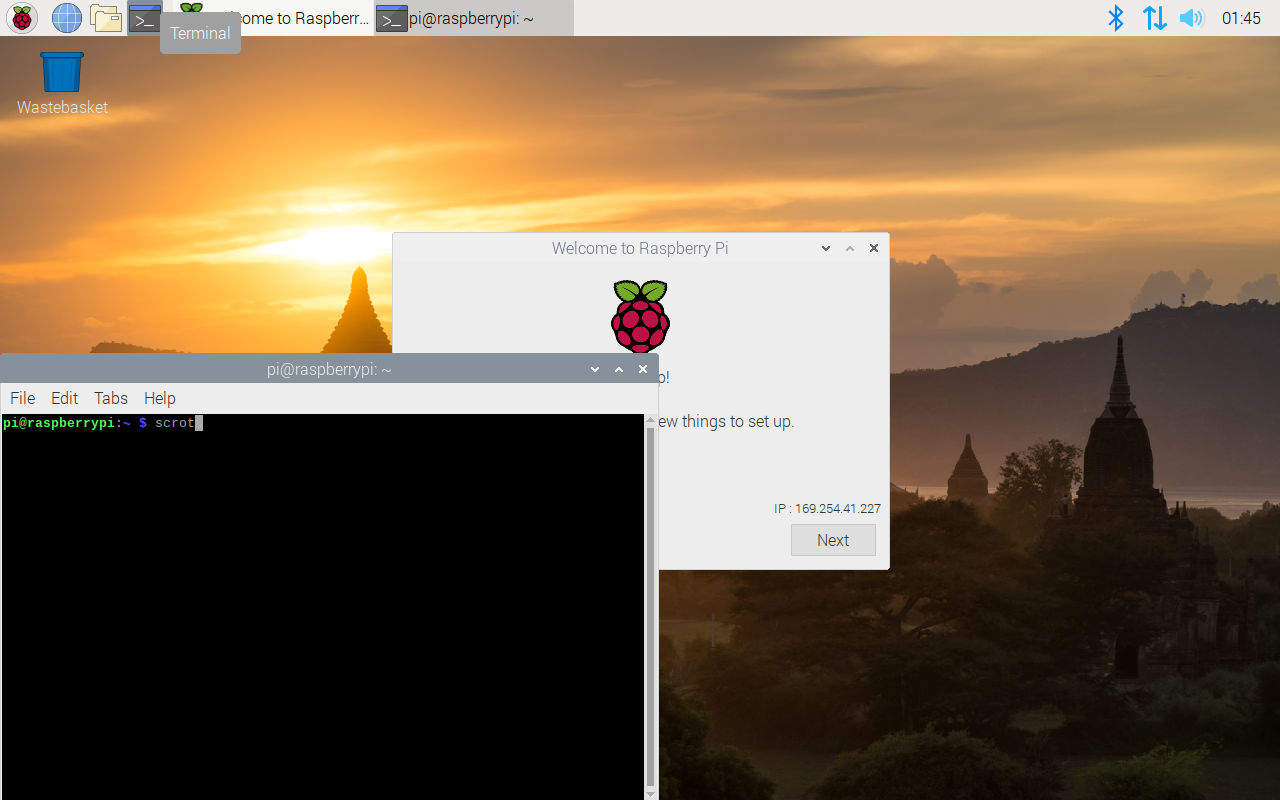 lcome to Raspberr...
pi@raspberrypi: ~
01:45
Terminal
Wastebasket
Welcome to Raspberry Pi
p!
ew things to set up.
IP : 169.254.41.227
Next
pi@raspberrypi: ~
File Edit Tabs Help
pi@raspberrypi:~ $ scrot